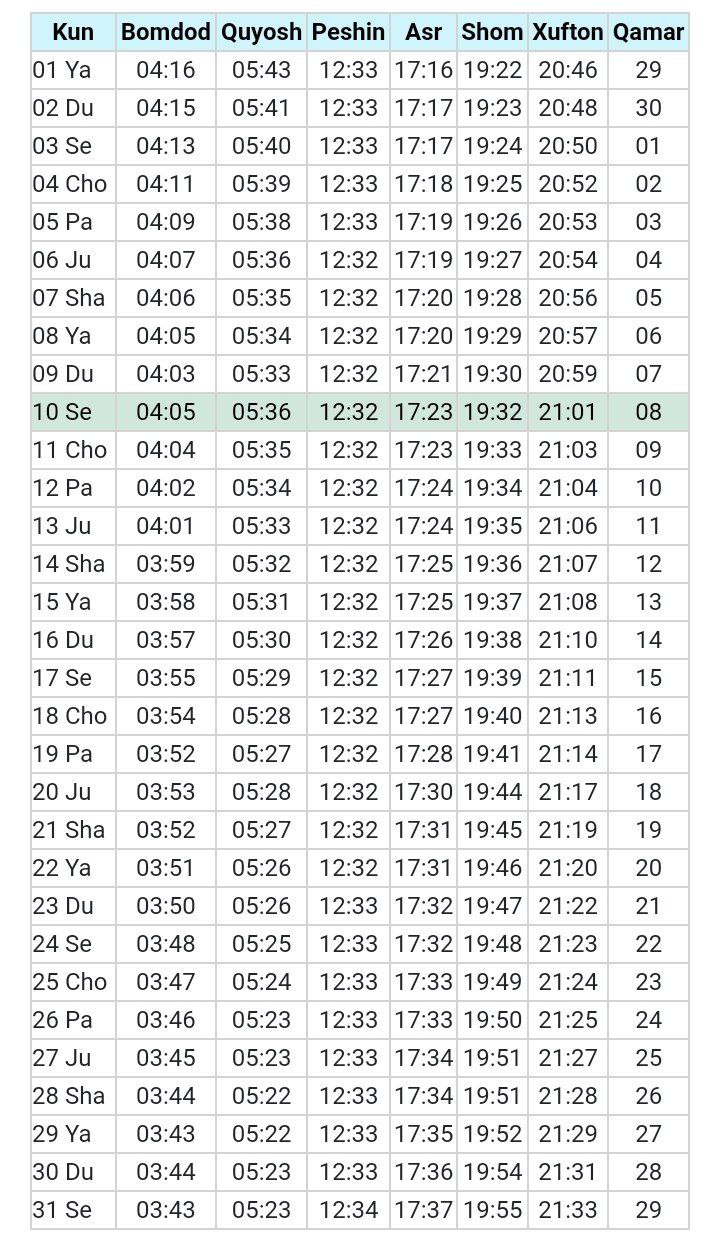 Kun Bomdod Quyosh Peshin Asr Shom Xufton Qamar
01 Ya 04:16 05:43 12:33 17:16 19:22 20:46 29
02 Du 04:15 05:41 12:33 17:17 19:23 20:48 30
03 Se 04:13 05:40 12:33 17:17 19:24 20:50 01
04 Cho 04:11 05:39 12:33 17:18 19:25 20:52 02
05 Pa 04:09 05:38 12:33 17:19 19:26 20:53 03
06 Ju 04:07 05:36 12:32 17:19 19:27 20:54 04
07 Sha 04:06 05:35 12:32 17:20 19:28 20:56 05
08 Ya 04:05 05:34 12:32 17:20 19:29 20:57 06
09 Du 04:03 05:33 12:32 17:21 19:30 20:59 07
10 Se 04:05 05:36 12:32 17:23 19:32 21:01 08
11 Cho 04:04 05:35 12:32 17:23 19:33 21:03 09
12 Pa 04:02 05:34 12:32 17:24 19:34 21:04 10
13 Ju 04:01 05:33 12:32 17:24 19:35 21:06 11
14 Sha 03:59 05:32 12:32 17:25 19:36 21:07 12
15 Ya 03:58 05:31 12:32 17:25 19:37 21:08 13
16 Du 03:57 05:30 12:32 17:26 19:38 21:10 14
17 Se 03:55 05:29 12:32 17:27 19:39 21:11 15
18 Cho 03:54 05:28 12:32 17:27 19:40 21:13 16
19 Pa 03:52 05:27 12:32 17:28 19:41 21:14 17
20 Ju 03:53 05:28 12:32 17:30 19:44 21:17 18
21 Sha 03:52 05:27 12:32 17:31 19:45 21:19 19
22 Ya 03:51 05:26 12:32 17:31 19:46 21:20 20
23 Du 03:50 05:26 12:33 17:32 19:47 21:22 21
24 Se 03:48 05:25 12:33 17:32 19:48 21:23 22
25 Cho 03:47 05:24 12:33 17:33 19:49 21:24 23
26 Pa 03:46 05:23 12:33 17:33 19:50 21:25 24
27 Ju 03:45 05:23 12:33 17:34 19:51 21:27 25
28 Sha 03:44 05:22 12:33 17:34 19:51 21:28 26
29 Ya 03:43 05:22 12:33 17:35 19:52 21:29 27
30 Du 03:44 05:23 12:33 17:36 19:54 21:31 28
31 Se 03:43 05:23 12:34 17:37 19:55 21:33 29